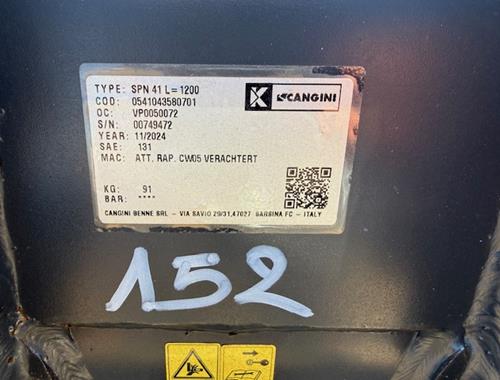 TYPE: SPN 41 L=1200
COD: 0541043580701
OC: VP0050072
S/N: 00749472
YEAR: 11/2024
SAE: 131
MAC: ATT. RAP. CW05 VERACHTERT
KG: 91
BAR: ****
CANGINI BENNE SRL - VIA SAVIO 29/31,47027 SARSINA FC - ITALY
K CANGINI
152